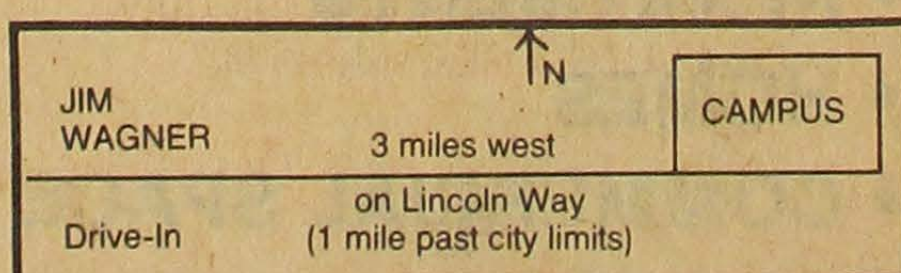 N
JIM
WAGNER
3 miles west
CAMPUS
on Lincoln Way
Drive-In
(1 mile past city limits)